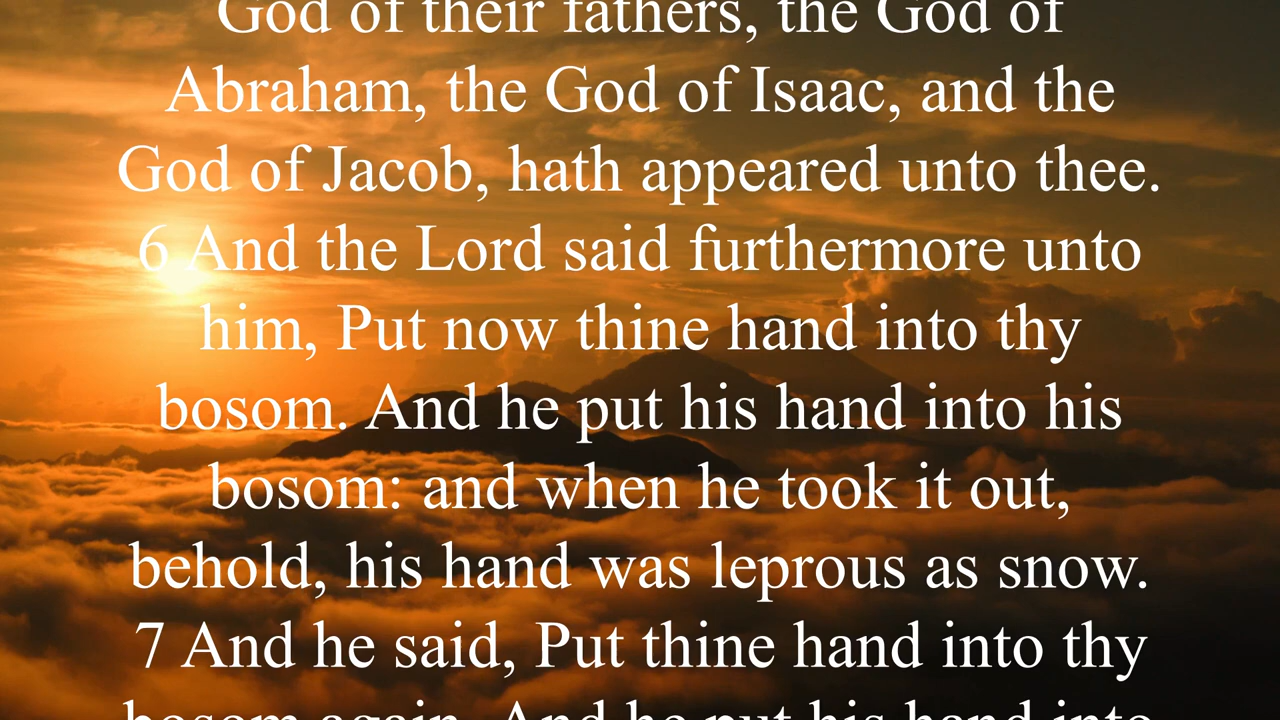 God of their fathers, the God of
Abraham, the God of Isaac, and the
God of Jacob, hath appeared unto thee.
6 And the Lord said furthermore unto
him, Put now thine hand into thy
bosom. And he put his hand into his
bosom: and when he took it out,
behold, his hand was leprous as snow.
7 And he said, Put thine hand into thy
bosom again. And he put his hand into